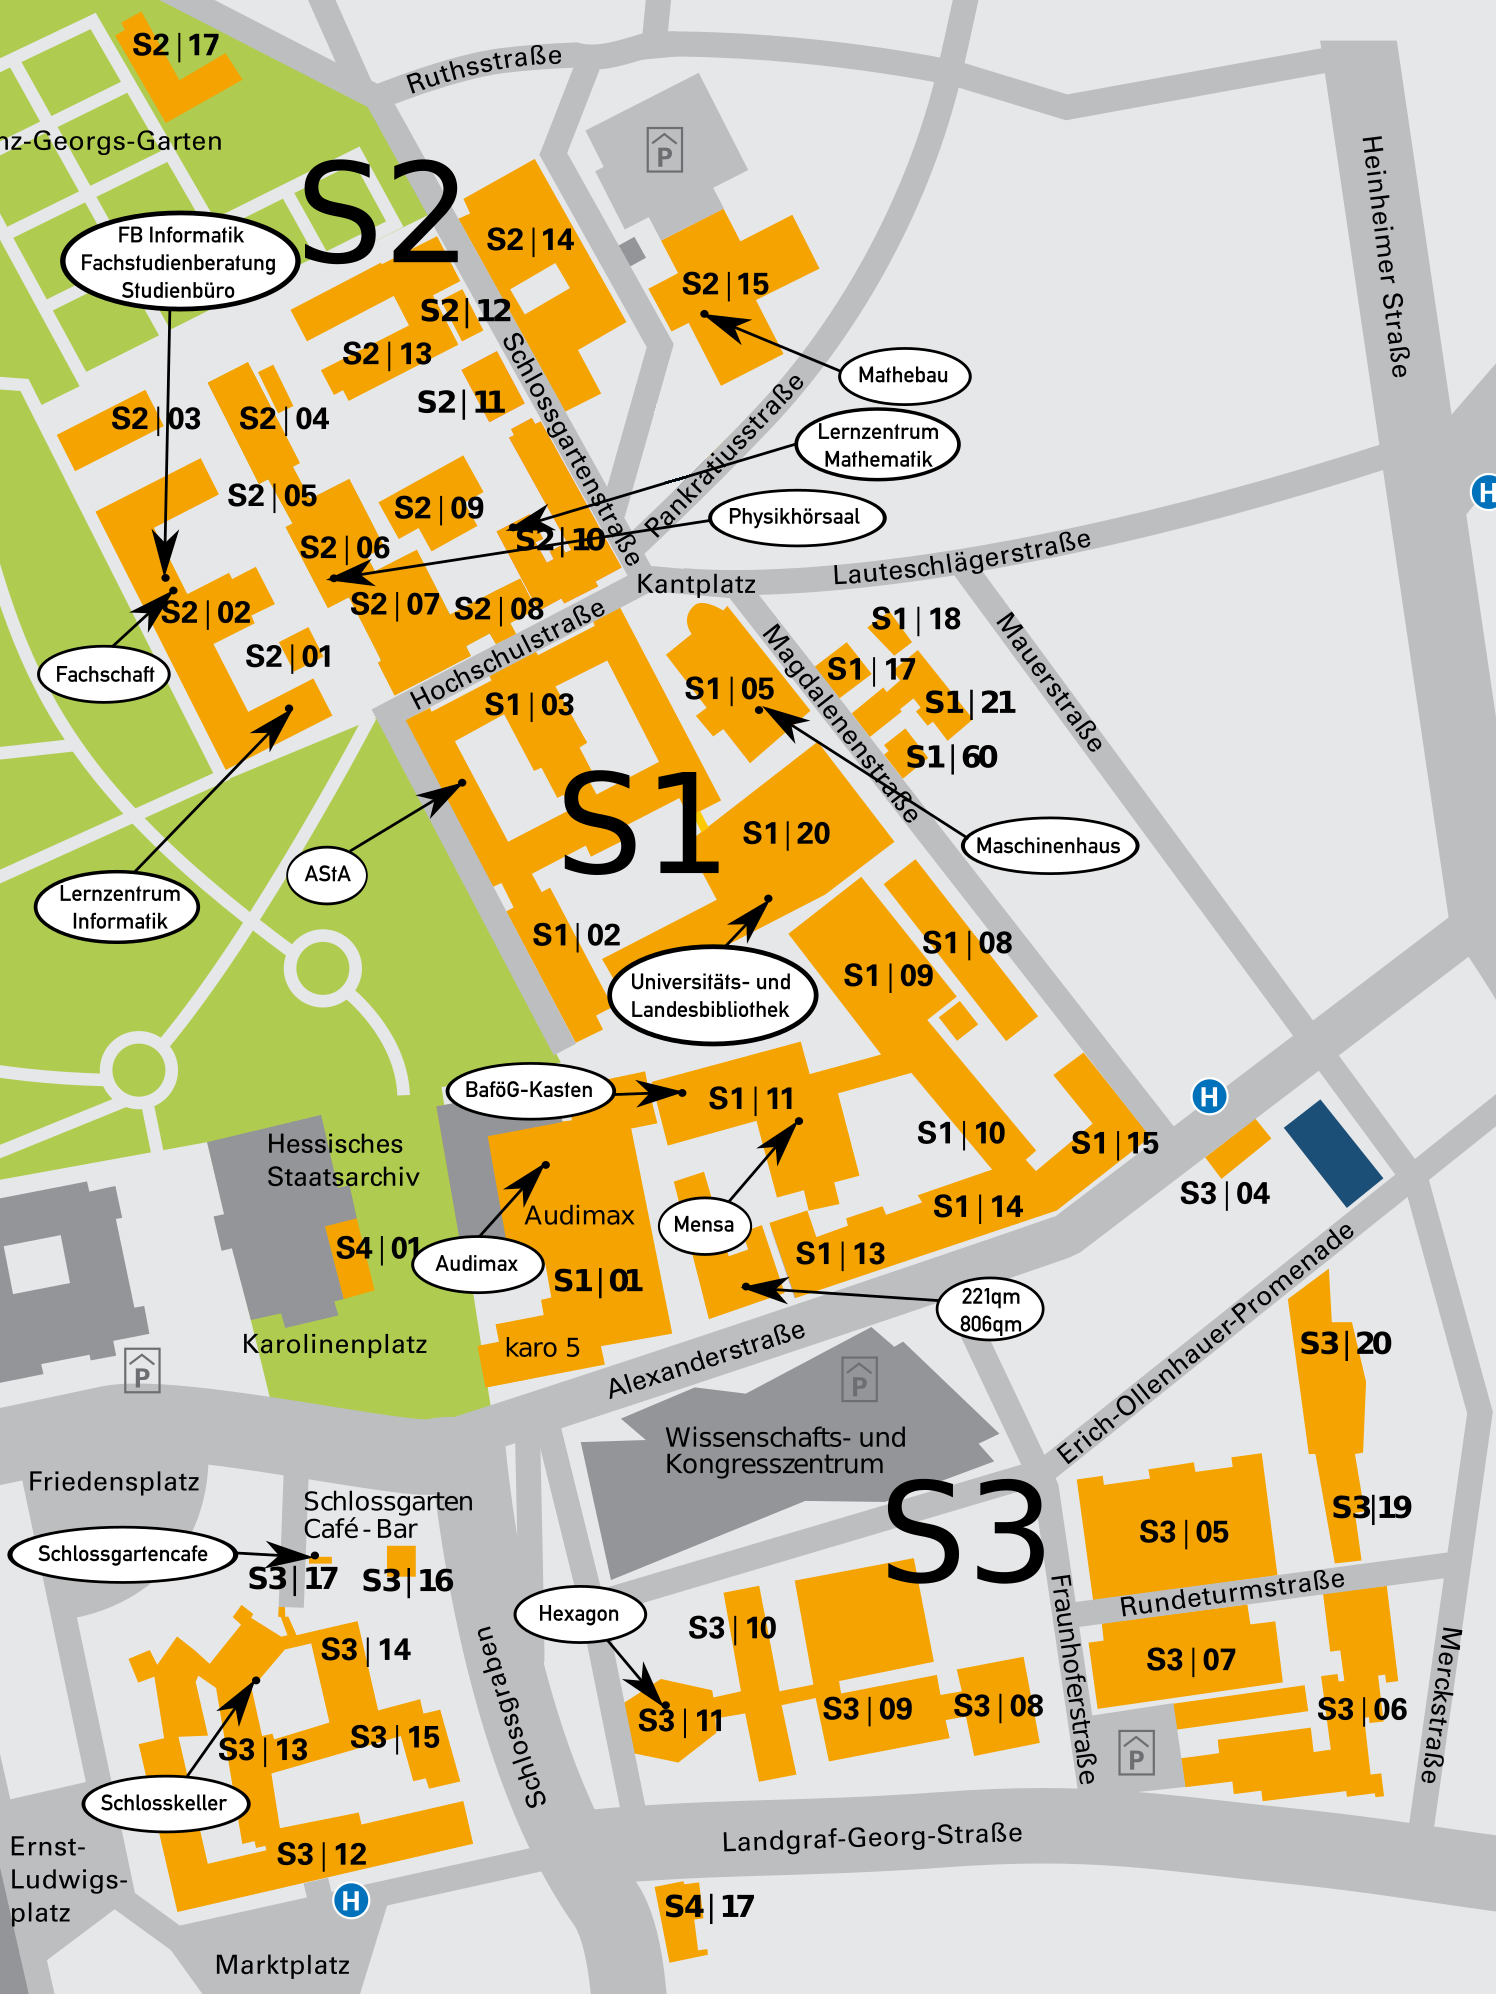 S2|17
Ruthsstraße
nz-Georgs-Garten
P
S2
Heinheimer Straße
FB Informatik
Fachstudienberatung
Studienbüro
S2|14
S2|15
S2|12
S2|13
Schlossgartenstraße
Mathebau
S2|11
Pankratiusstraße
S2|03
S2|04
Lernzentrum
Mathematik
S2|05
S2|09
H
Physikhörsaal
S2|06
S2|10
Kantplatz
Lauteschlägerstraße
S2|07
S2|08
S2|02
S2|01
Hochschulstraße
Fachschaft
S1|18
S1|17
Magdalenenstraße
Mauerstraße
S1|03
S1|05
S1|21
S1|60
S1
S1|20
Maschinenhaus
AStA
Lernzentrum
Informatik
S1|02
S1|08
S1|09
Universitäts- und
Landesbibliothek
BaföG-Kasten
S1|11
H
Hessisches
Staatsarchiv
S1|10
S1|15
S3|04
Audimax
Mensa
S1|14
S4|01
Audimax
S1|13
S1|01
221qm
806qm
Karolinenplatz
karo 5
P
Alexanderstraße
P
Erich-Ollenhauer-Promenade
S3|20
Wissenschafts- und
Kongresszentrum
Friedensplatz
Schlossgarten
Café - Bar
S3
S3|19
S3|05
Schlossgartencafe
S3|17
S3|16
Rundeturmstraße
Hexagon
S3|10
Fraunhoferstraße
S3|14
Schlossgraben
S3|07
Merckstraße
S3|11
S3|09
S3|08
S3|06
S3|13
S3|15
P
Schlosskeller
Landgraf-Georg-Straße
Ernst-
Ludwigs-
platz
S3|12
H
S4|17
Marktplatz